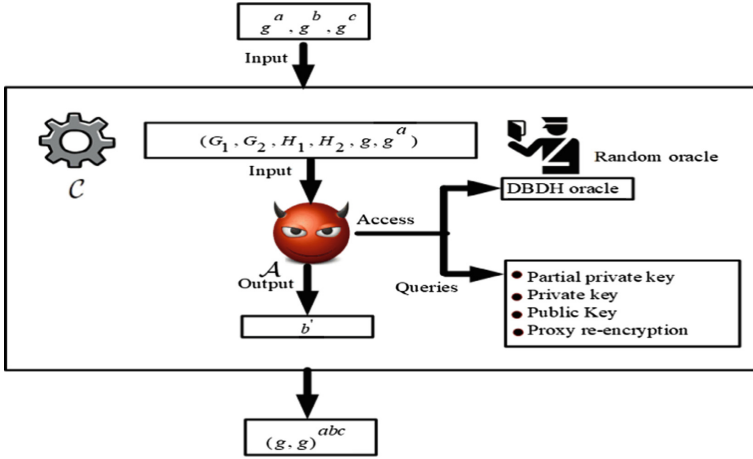 g^a, g^b, g^c
Input
(G_1, G_2, H_1, H_2, g, g^a)
Random oracle
C
Input
DBDH oracle
Access
A
Output
Queries
Partial private key
Private key
Public Key
Proxy re-encryption
b'
(g, g)^abc